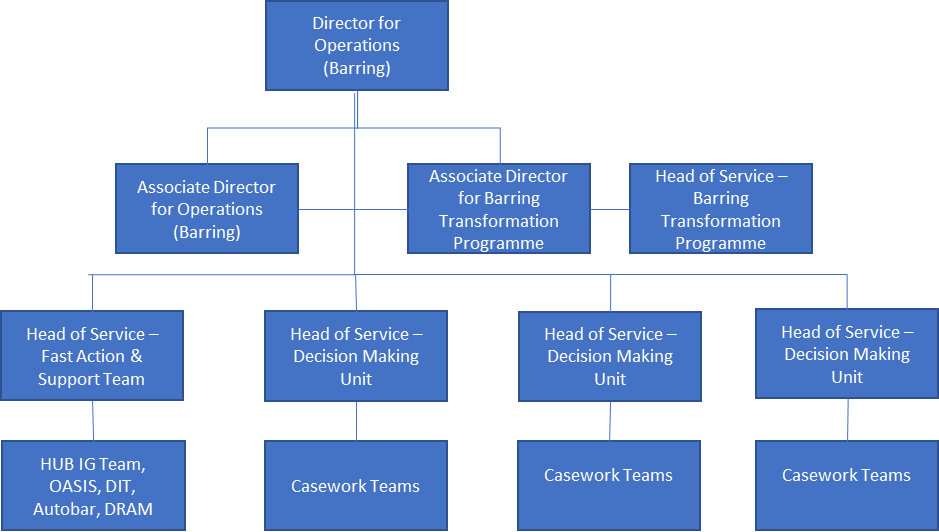 Director for
Operations
(Barring)
Associate Director
for Operations
(Barring)
Associate Director
for Barring
Transformation
Programme
Head of Service –
Barring
Transformation
Programme
Head of Service –
Fast Action &
Support Team
Head of Service –
Decision Making
Unit
Head of Service –
Decision Making
Unit
Head of Service –
Decision Making
Unit
HUB IG Team,
OASIS, DIT,
Autobar, DRAM
Casework Teams
Casework Teams
Casework Teams